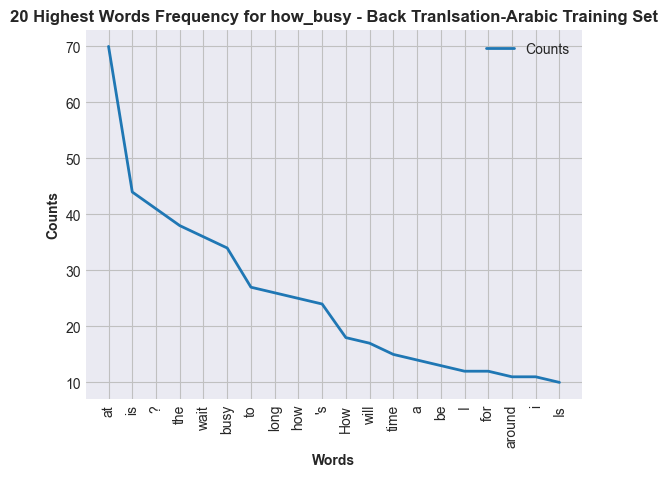 20 Highest Words Frequency for how_busy - Back Tranlsation-Arabic Training Set
Counts
70
60
50
40
30
20
10
Counts
at
is
?
the
wait
busy
to
long
how
's
How
will
time
a
be
I
for
around
i
Is
Words